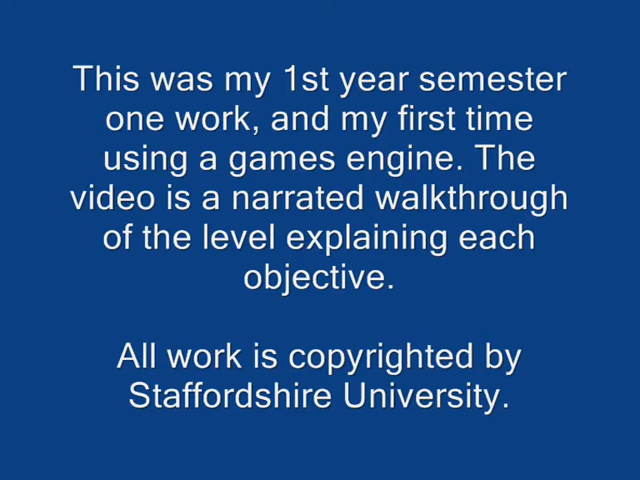 This was my 1st year semester
one work, and my first time
using a games engine. The
video is a narrated walkthrough
of the level explaining each
objective.
All work is copyrighted by
Staffordshire University.